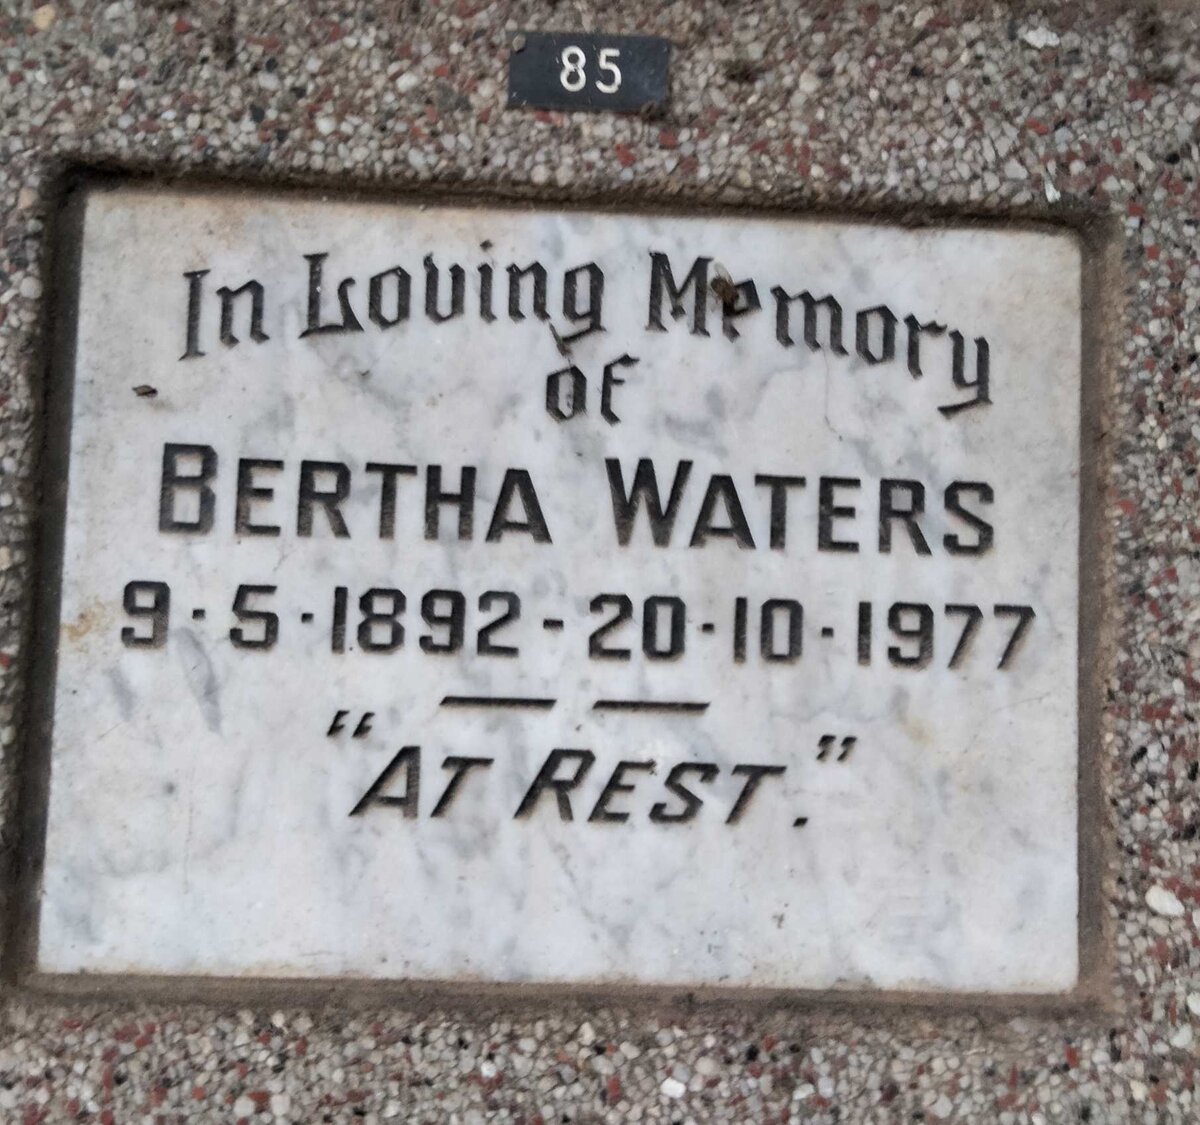 85
In Loving Memory
of
BERTHA WATERS
9·5·1892-20·10·1977
"AT REST."